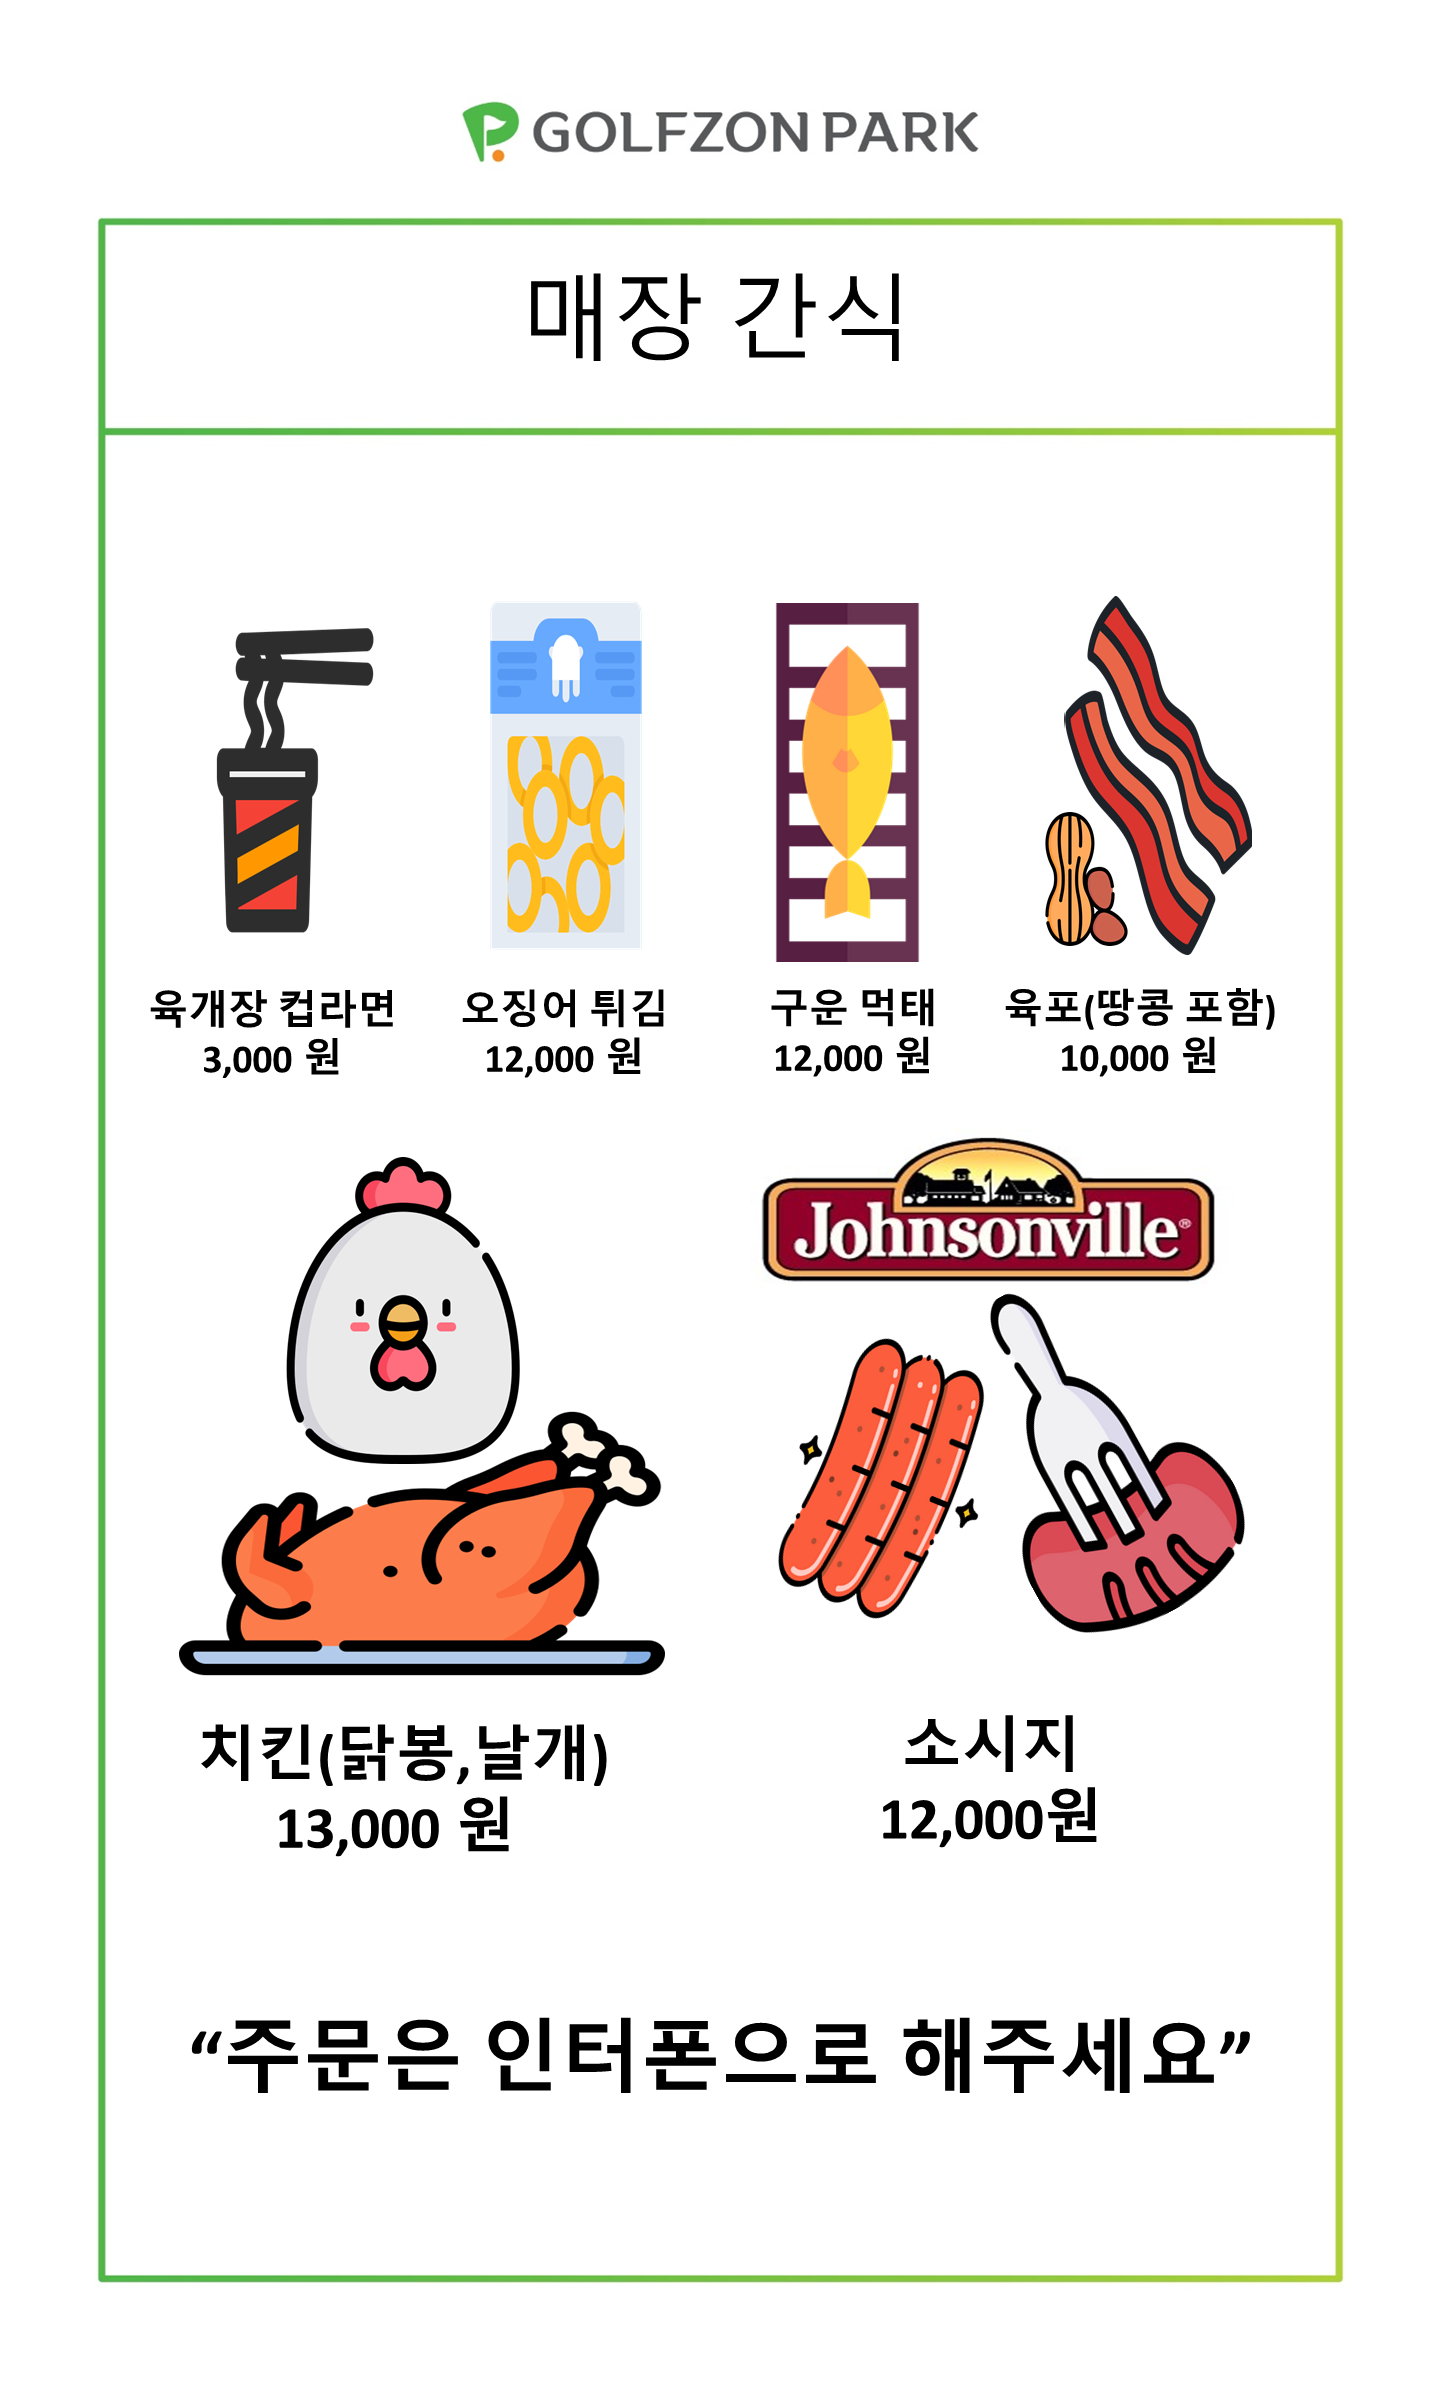 GOLFZON PARK
매장 간식
육개장 컵라면
3,000 원
오징어 튀김
12,000 원
구운 먹태
12,000 원
육포(땅콩 포함)
10,000 원
Johnsonville®
치킨(닭봉,날개)
13,000 원
소시지
12,000원
“주문은 인터폰으로 해주세요”